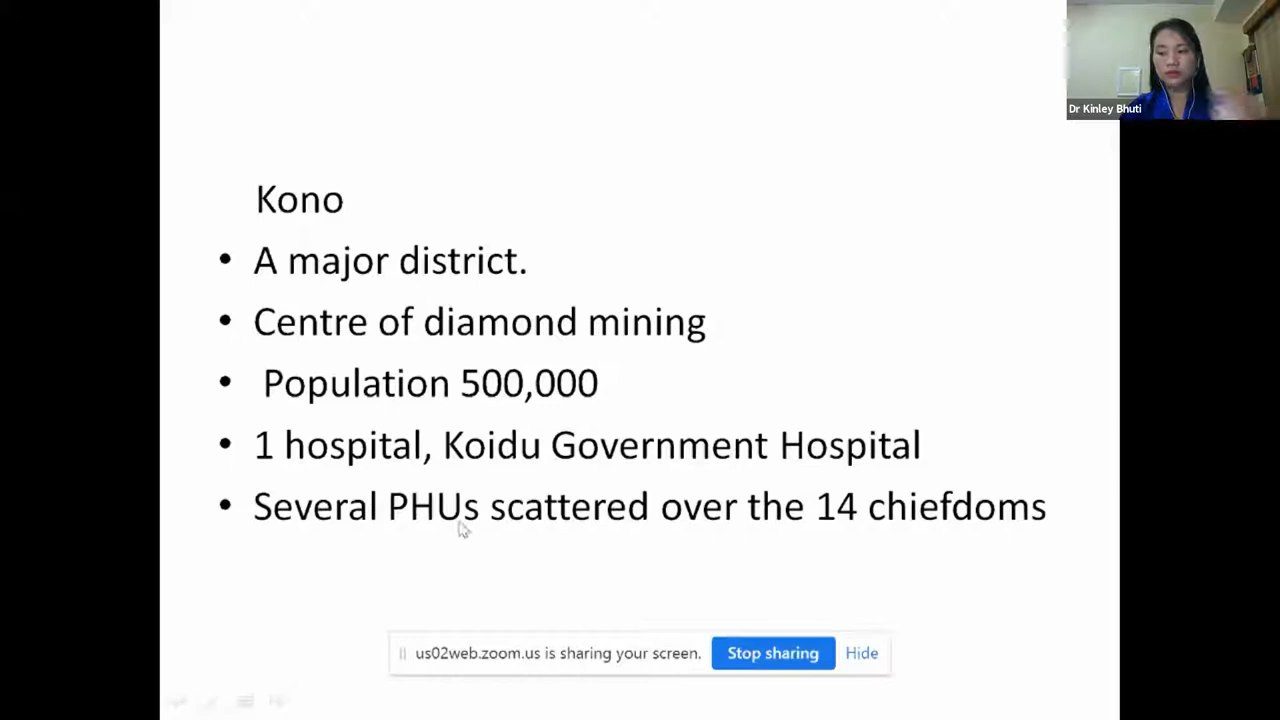 Dr Kinley Bhuti
Kono
• A major district.
• Centre of diamond mining
• Population 500,000
• 1 hospital, Koidu Government Hospital
• Several PHUs scattered over the 14 chiefdoms
us02web.zoom.us is sharing your screen. Stop sharing Hide